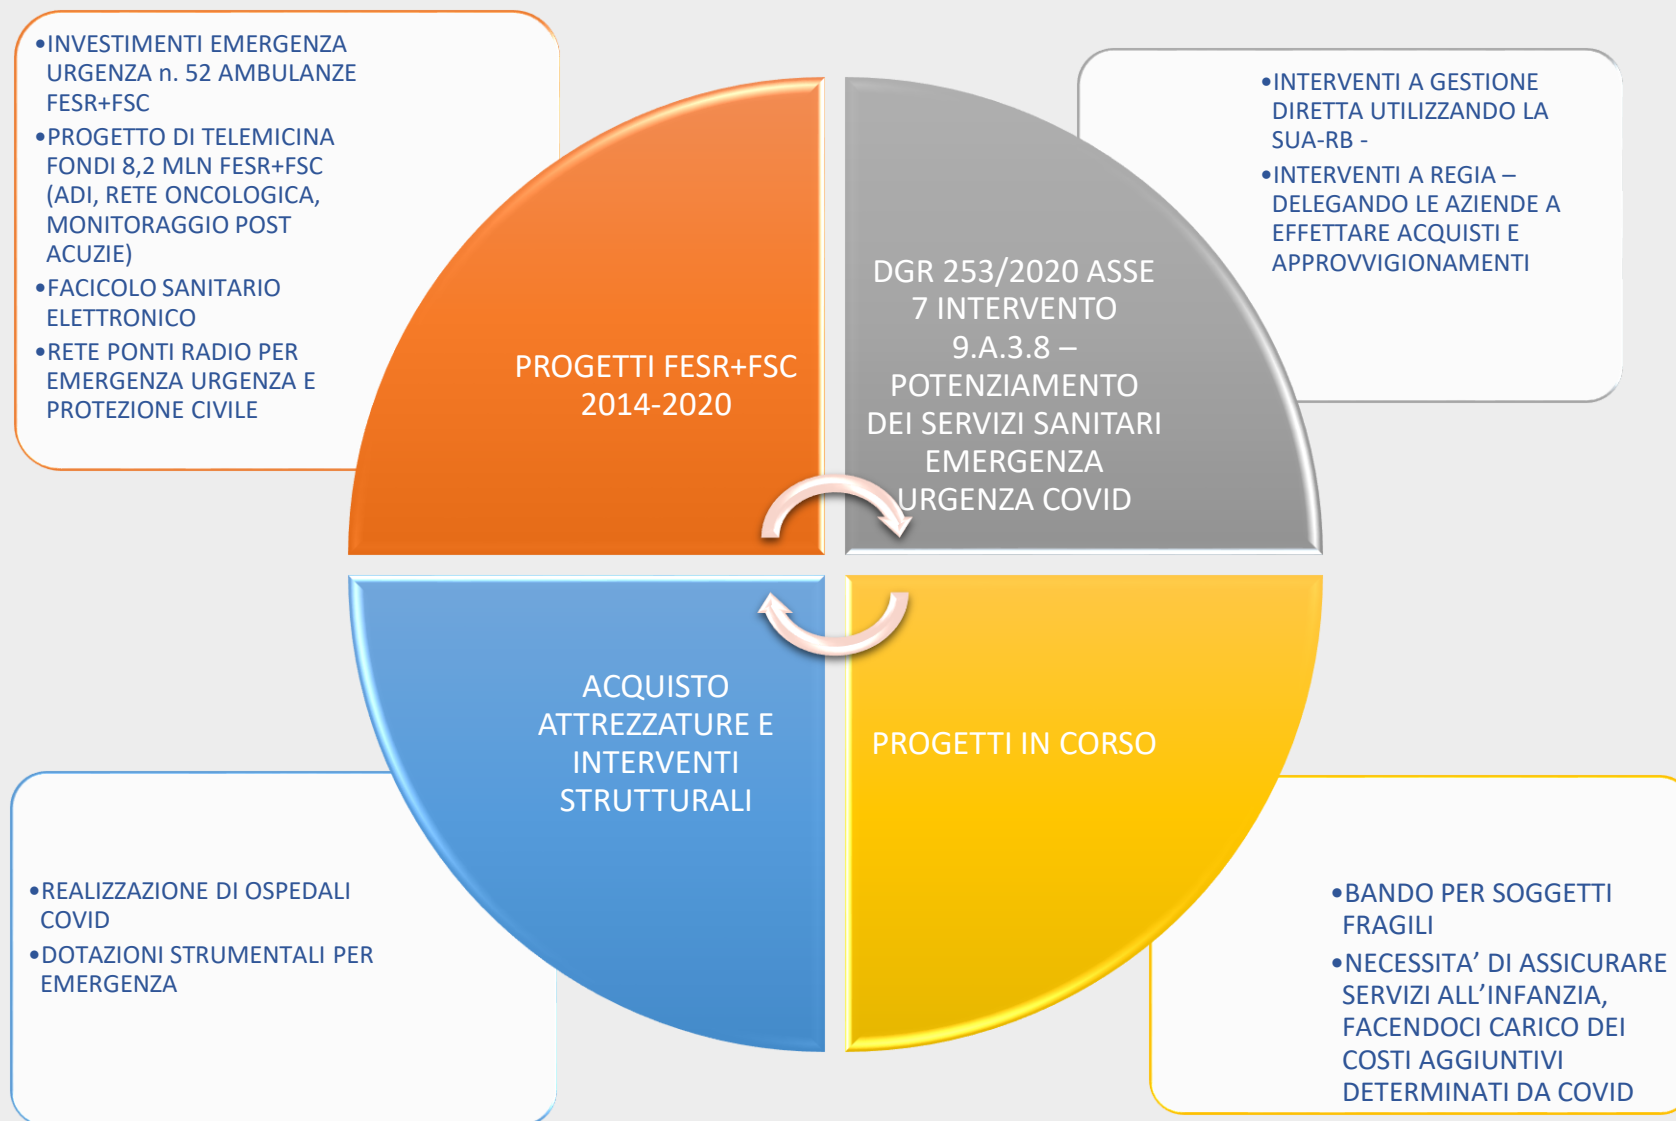 •INVESTIMENTI EMERGENZA
URGENZA n. 52 AMBULANZE
FESR+FSC
•PROGETTO DI TELEMICINA
FONDI 8,2 MLN FESR+FSC
(ADI, RETE ONCOLOGICA,
MONITORAGGIO POST
ACUZIE)
•FACICOLO SANITARIO
ELETTRONICO
•RETE PONTI RADIO PER
EMERGENZA URGENZA E
PROTEZIONE CIVILE
PROGETTI FESR+FSC
2014-2020
DGR 253/2020 ASSE
7 INTERVENTO
9.A.3.8 –
POTENZIAMENTO
DEI SERVIZI SANITARI
EMERGENZA
URGENZA COVID
•INTERVENTI A GESTIONE
DIRETTA UTILIZZANDO LA
SUA-RB -
•INTERVENTI A REGIA –
DELEGANDO LE AZIENDE A
EFFETTARE ACQUISTI E
APPROVVIGIONAMENTI
ACQUISTO
ATTREZZATURE E
INTERVENTI
STRUTTURALI
•REALIZZAZIONE DI OSPEDALI
COVID
•DOTAZIONI STRUMENTALI PER
EMERGENZA
PROGETTI IN CORSO
•BANDO PER SOGGETTI
FRAGILI
•NECESSITA’ DI ASSICURARE
SERVIZI ALL’INFANZIA,
FACENDOCI CARICO DEI
COSTI AGGIUNTIVI
DETERMINATI DA COVID